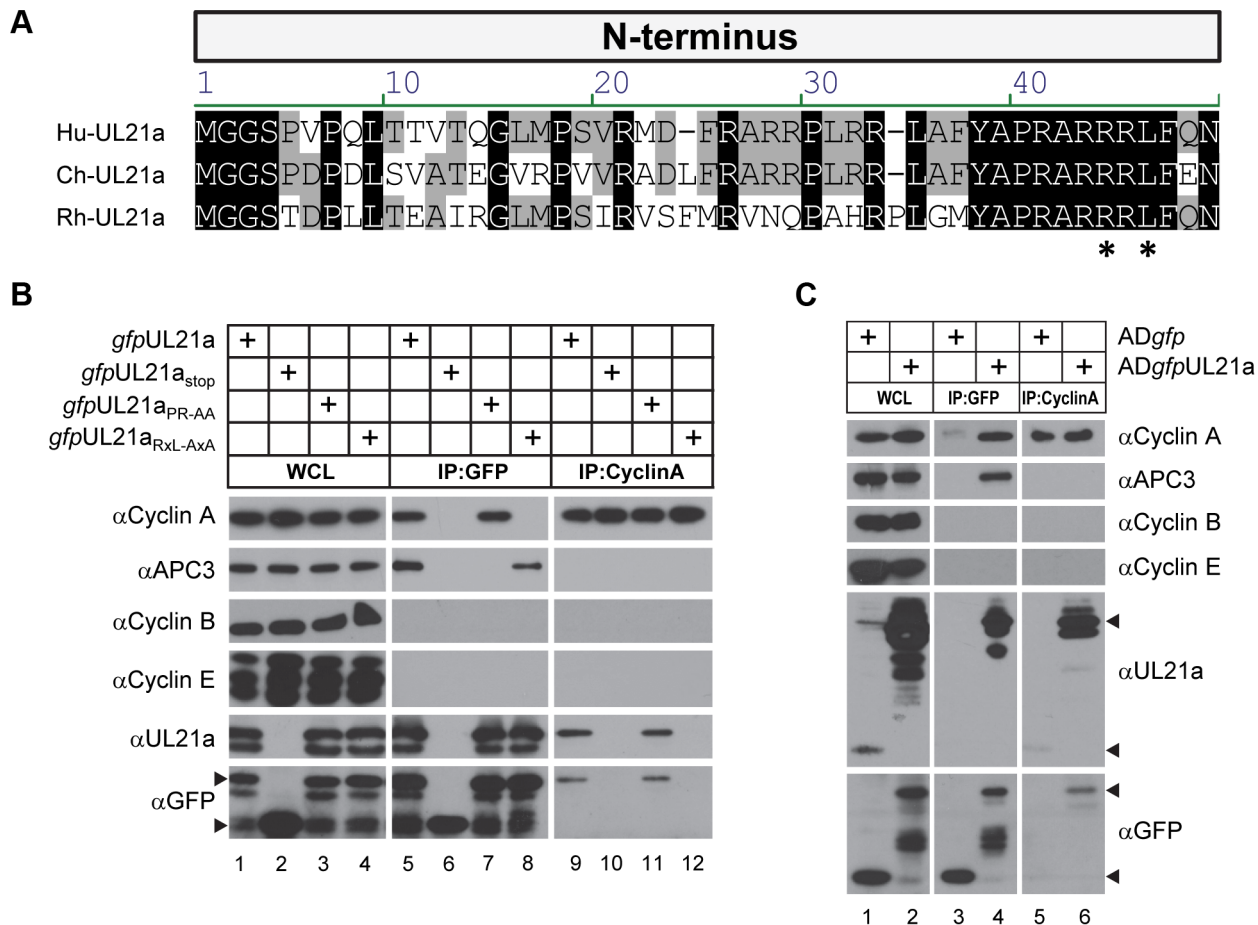 A
N-terminus
1 10 20 30 40
Hu-UL21a MGGSPVPQLTTVTQGLMPSVRMD-FRARRPLRR-LAFYAPRARRRLFQN
Ch-UL21a MGGSPDPDLSVATEGVRPVVRADLFRARRPLRR-LAFYAPRARRRLFEN
Rh-UL21a MGGSTDPLLTEAIRGLMPSIRVSFMRVNQPAHRPLGMYAPRARRRLFQN
* *
B
gfpUL21a + + +
gfpUL21astop + + +
gfpUL21aPR-AA + + +
gfpUL21aRxL-AxA + + +
WCL IP:GFP IP:CyclinA
αCyclin A
αAPC3
αCyclin B
αCyclin E
αUL21a
αGFP
1 2 3 4 5 6 7 8 9 10 11 12
C
+ + + ADgfp
+ + + ADgfpUL21a
WCL IP:GFP IP:CyclinA
αCyclin A
αAPC3
αCyclin B
αCyclin E
αUL21a
αGFP
1 2 3 4 5 6